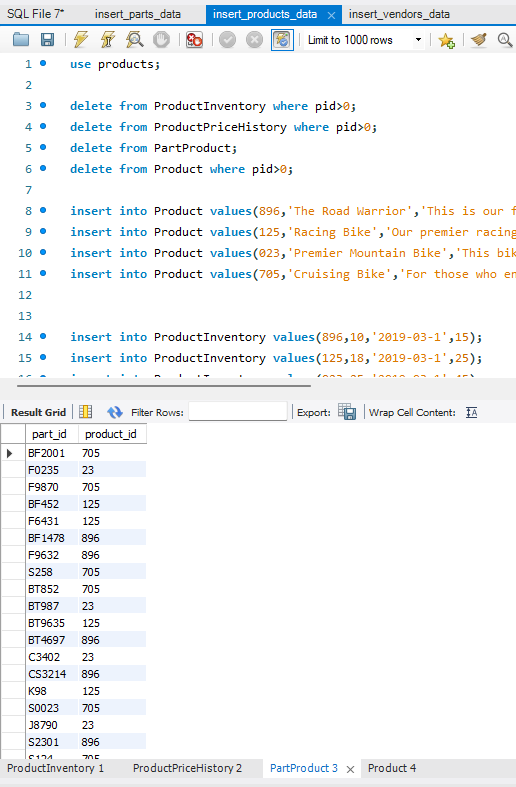 SQL File 7* insert_parts_data insert_products_data insert_vendors_data
Limit to 1000 rows
1 use products;
2
3 delete from ProductInventory where pid>0;
4 delete from ProductPriceHistory where pid>0;
5 delete from PartProduct;
6 delete from Product where pid>0;
7
8 insert into Product values(896,'The Road Warrior','This is our f
9 insert into Product values(125,'Racing Bike','Our premier racing
10 insert into Product values(023,'Premier Mountain Bike','This bik
11 insert into Product values(705,'Cruising Bike','For those who en
12
13
14 insert into ProductInventory values(896,10,'2019-03-1',15);
15 insert into ProductInventory values(125,18,'2019-03-1',25);
Result Grid Filter Rows: Export: Wrap Cell Content:
part_id product_id
BF2001 705
F0235 23
F9870 705
BF452 125
F6431 125
BF1478 896
F9632 896
S258 705
BT852 705
BT987 23
BT9635 125
BT4697 896
C3402 23
CS3214 896
K98 125
S0023 705
J8790 23
S2301 896
ProductInventory 1 ProductPriceHistory 2 PartProduct 3 Product 4